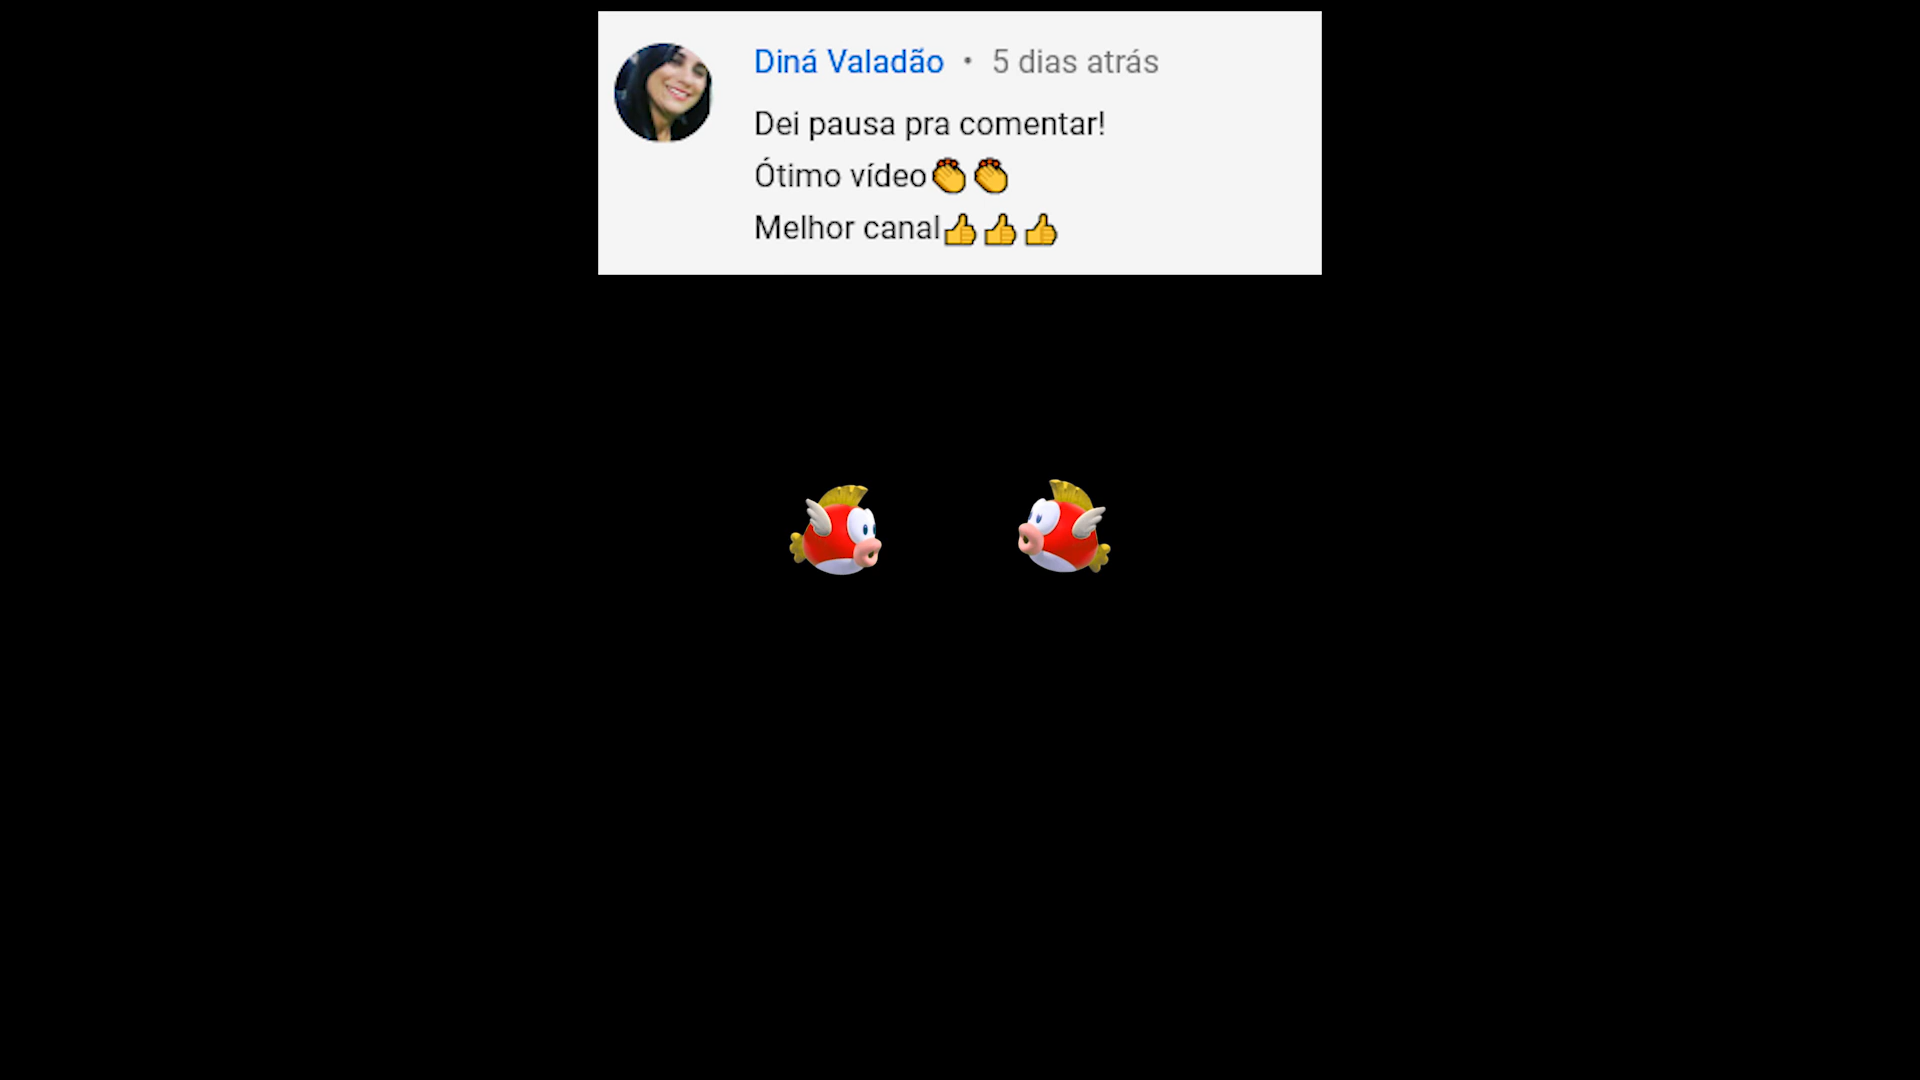 Diná Valadão • 5 dias atrás
Dei pausa pra comentar!
Ótimo vídeo👏👏
Melhor canal👍👍👍